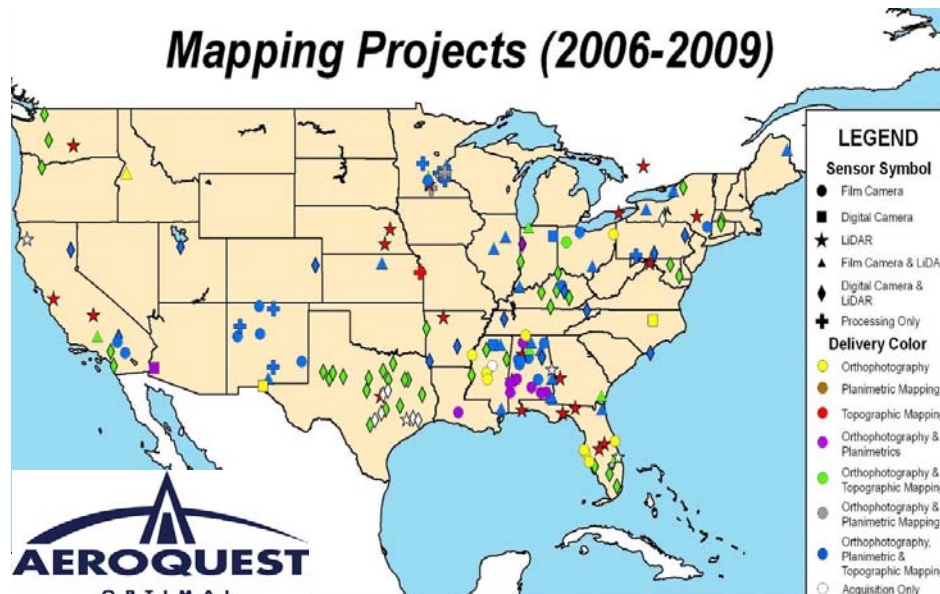 Mapping Projects (2006-2009)
LEGEND
Sensor Symbol
Film Camera
Digital Camera
LiDAR
Film Camera & LiDA
Digital Camera &
LiDAR
Processing Only
Delivery Color
Orthophotography
Planimetric Mapping
Topographic Mapping
Orthophotography &
Planimetrics
Orthophotography &
Topographic Mapping
Orthophotography &
Planimetric Mapping
Orthophotography,
Planimetric &
Topographic Mapping
Acquisition Only
AEROQUEST
OPTIMAL